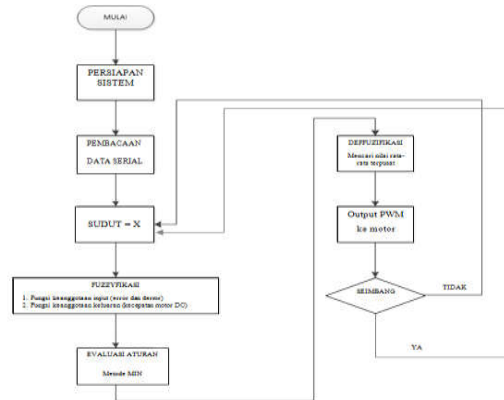 MULAI
PERSIAPAN
SISTEM
PEMBACAAN
DATA SERIAL
SUDUT = X
FUZZYFIKASI
1. Fungsi keanggotaan input (error dan derror)
2. Fungsi keanggotaan keluaran (kecepatan motor DC)
EVALUASI ATURAN
Metode MIN
DEFFUZIFIKASI
Mencari nilai rata-
rata terpusat
Output PWM
ke motor
SEIMBANG
TIDAK
YA